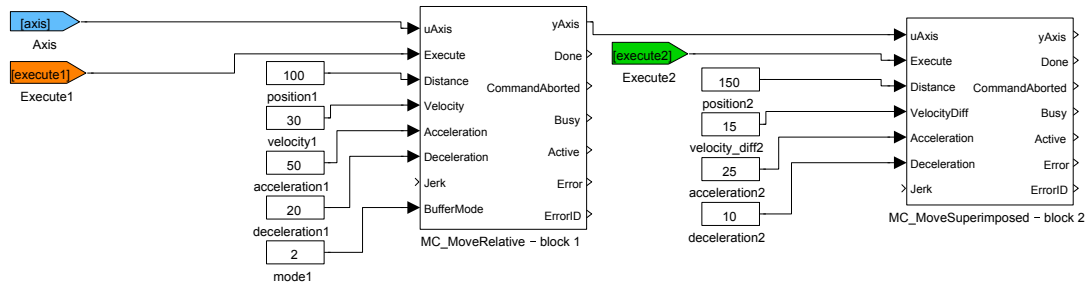 [axis]
Axis
[execute1]
Execute1
100
position1
30
velocity1
50
acceleration1
20
deceleration1
2
mode1
uAxis
Execute
Distance
Velocity
Acceleration
Deceleration
Jerk
BufferMode
yAxis
Done
CommandAborted
Busy
Active
Error
ErrorID
MC_MoveRelative − block 1
[execute2]
Execute2
150
position2
15
velocity_diff2
25
acceleration2
10
deceleration2
uAxis
Execute
Distance
VelocityDiff
Acceleration
Deceleration
Jerk
yAxis
Done
CommandAborted
Busy
Active
Error
ErrorID
MC_MoveSuperimposed − block 2